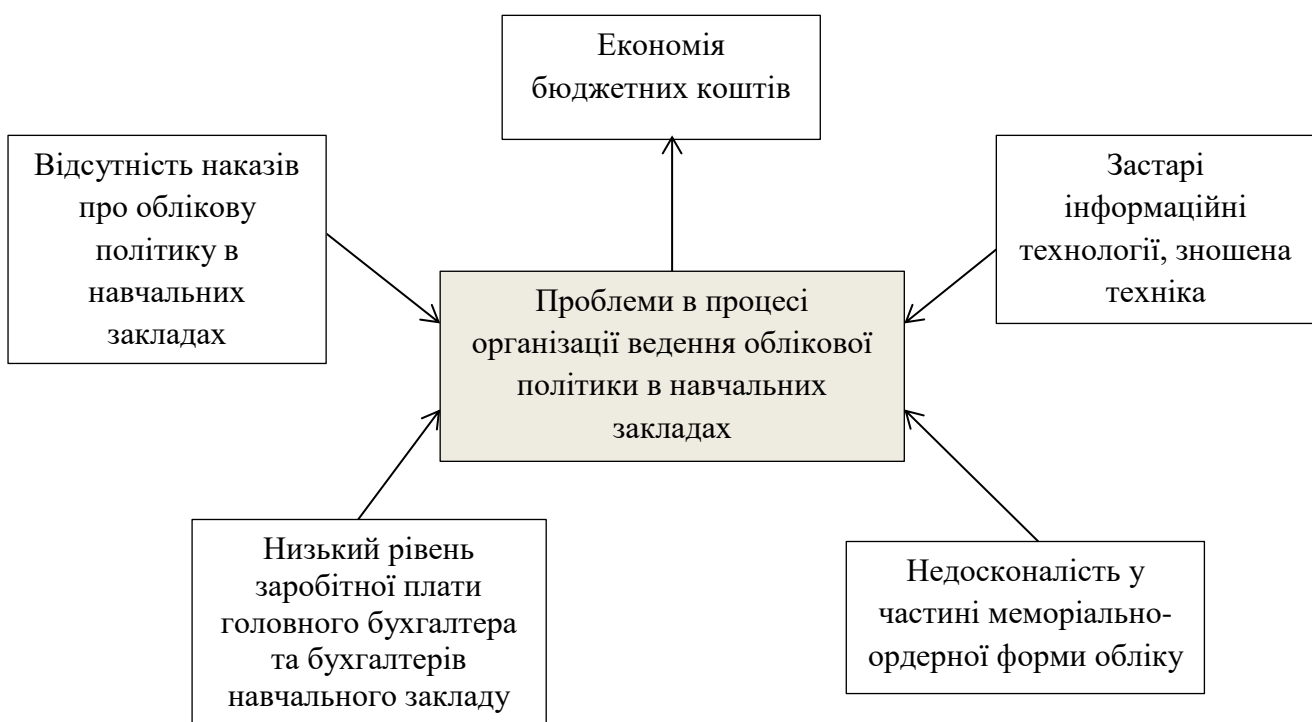 Економія
бюджетних коштів
Відсутність наказів
про облікову
політику в
навчальних
закладах
Застарі
інформаційні
технології, зношена
техніка
Проблеми в процесі
організації ведення облікової
політики в навчальних
закладах
Низький рівень
заробітної плати
головного бухгалтера
та бухгалтерів
навчального закладу
Недосконалість у
частині меморіально-
ордерної форми обліку